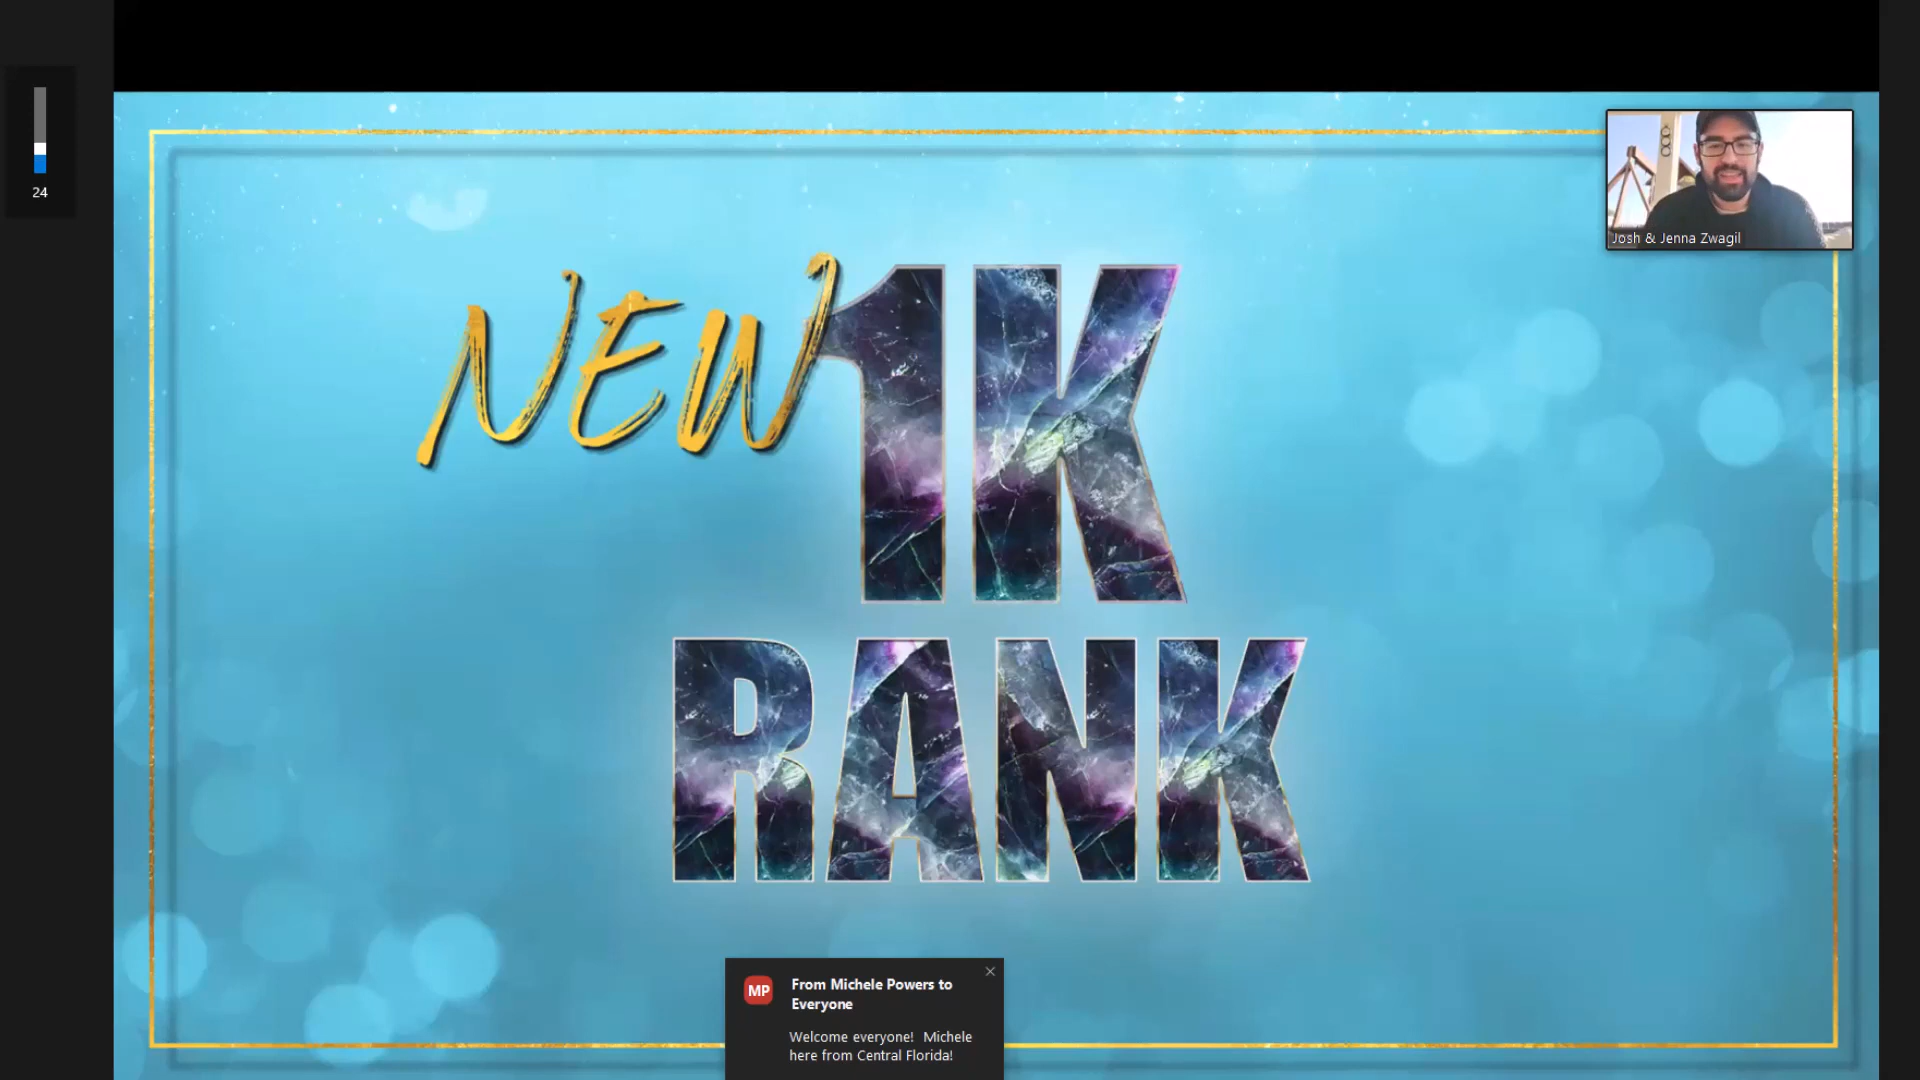 24
Josh & Jenna Zwagil
NEW 1K
RANK
MP
From Michele Powers to
Everyone
Welcome everyone!  Michele
here from Central Florida!